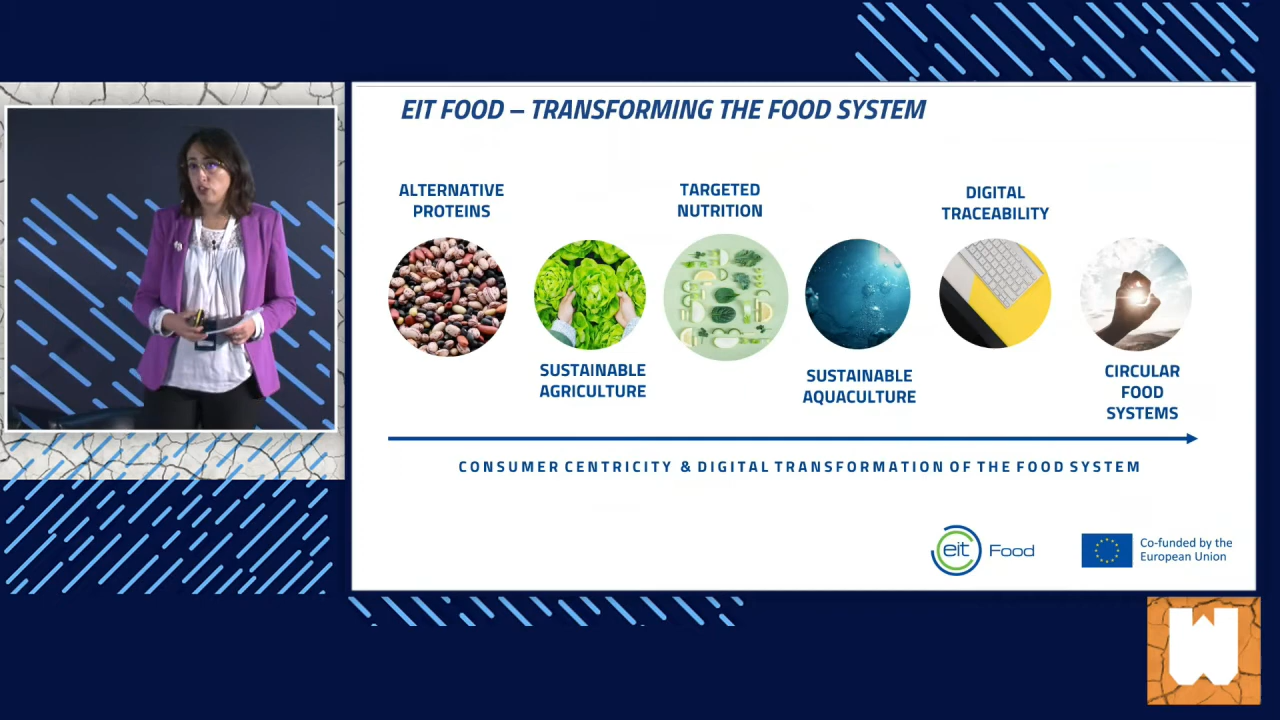 EIT FOOD – TRANSFORMING THE FOOD SYSTEM
ALTERNATIVE
PROTEINS
TARGETED
NUTRITION
DIGITAL
TRACEABILITY
SUSTAINABLE
AGRICULTURE
SUSTAINABLE
AQUACULTURE
CIRCULAR
FOOD
SYSTEMS
CONSUMER CENTRICITY & DIGITAL TRANSFORMATION OF THE FOOD SYSTEM
eit Food
Co-funded by the
European Union
W